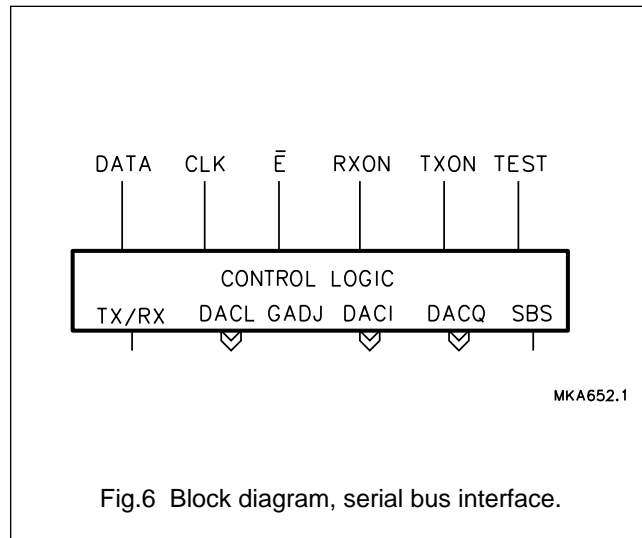 DATA CLK Ē RXON TXON TEST
CONTROL LOGIC
TX/RX DACL GADJ DACI DACQ SBS
MKA652.1
Fig.6 Block diagram, serial bus interface.